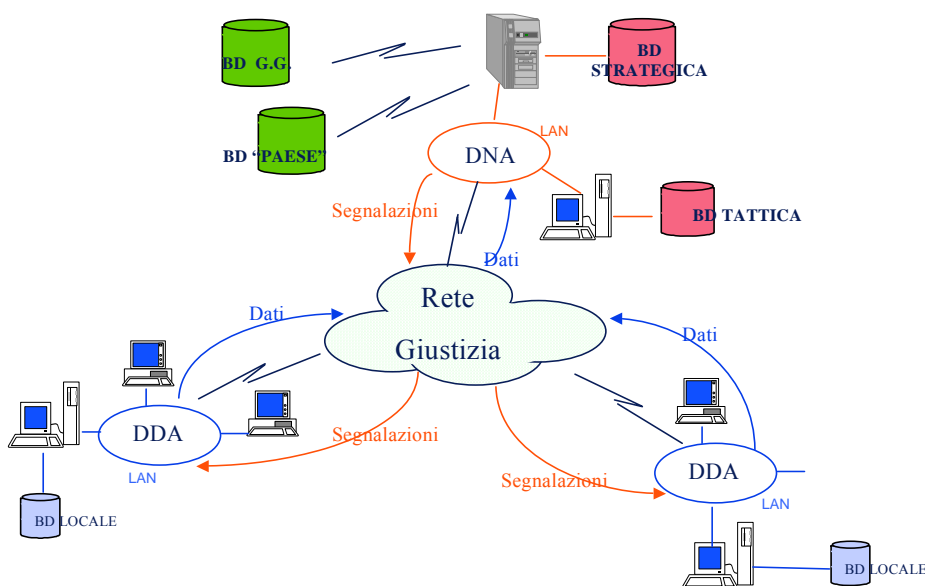 BD G.G.
BD
STRATEGICA
BD “PAESE”
LAN
DNA
BD TATTICA
Segnalazioni
Dati
Rete
Giustizia
Dati
Dati
DDA
LAN
Segnalazioni
BD LOCALE
Segnalazioni
DDA
LAN
BD LOCALE